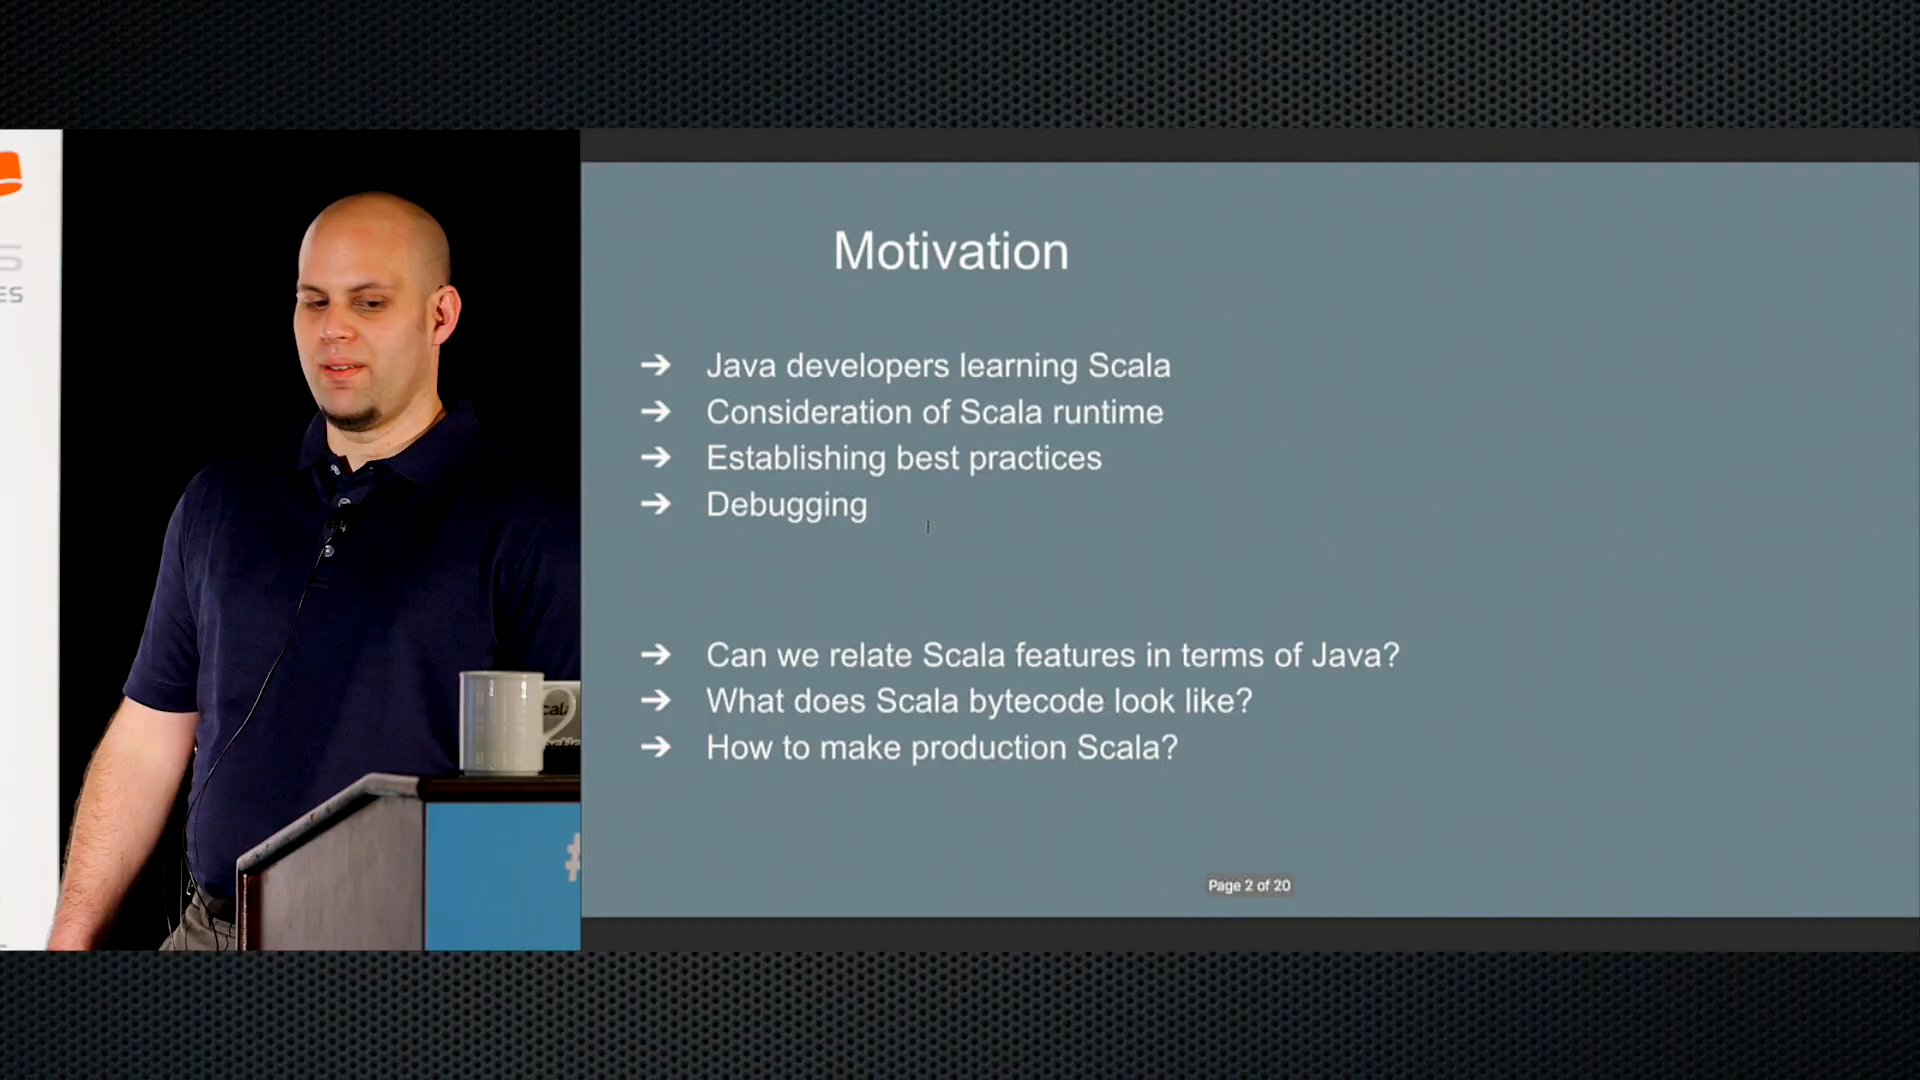 Motivation
➔ Java developers learning Scala
➔ Consideration of Scala runtime
➔ Establishing best practices
➔ Debugging
➔ Can we relate Scala features in terms of Java?
➔ What does Scala bytecode look like?
➔ How to make production Scala?
Page 2 of 20
ES
#